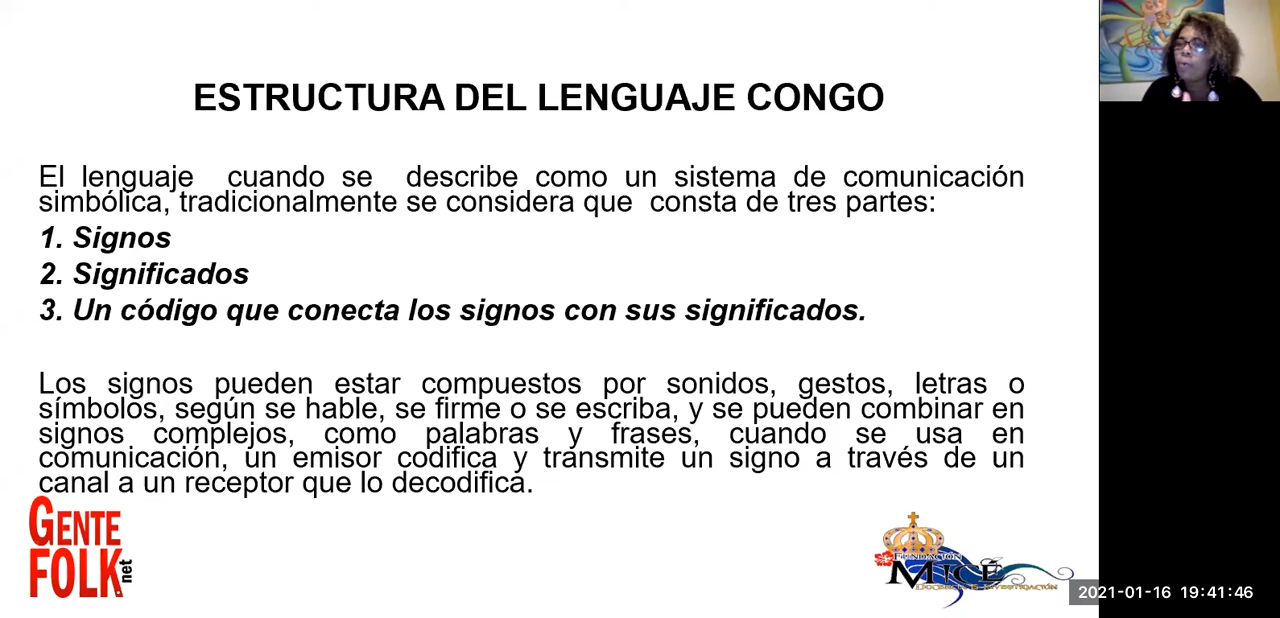 ESTRUCTURA DEL LENGUAJE CONGO
El lenguaje cuando se describe como un sistema de comunicación
simbólica, tradicionalmente se considera que consta de tres partes:
1. Signos
2. Significados
3. Un código que conecta los signos con sus significados.
Los signos pueden estar compuestos por sonidos, gestos, letras o
símbolos, según se hable, se firme o se escriba, y se pueden combinar en
signos complejos, como palabras y frases, cuando se usa en
comunicación, un emisor codifica y transmite un signo a través de un
canal a un receptor que lo decodifica.
GENTE
FOLK.net
FUNDACIÓN
MICÉ
DOCENCIA E INVESTIGACIÓN
2021-01-16 19:41:46